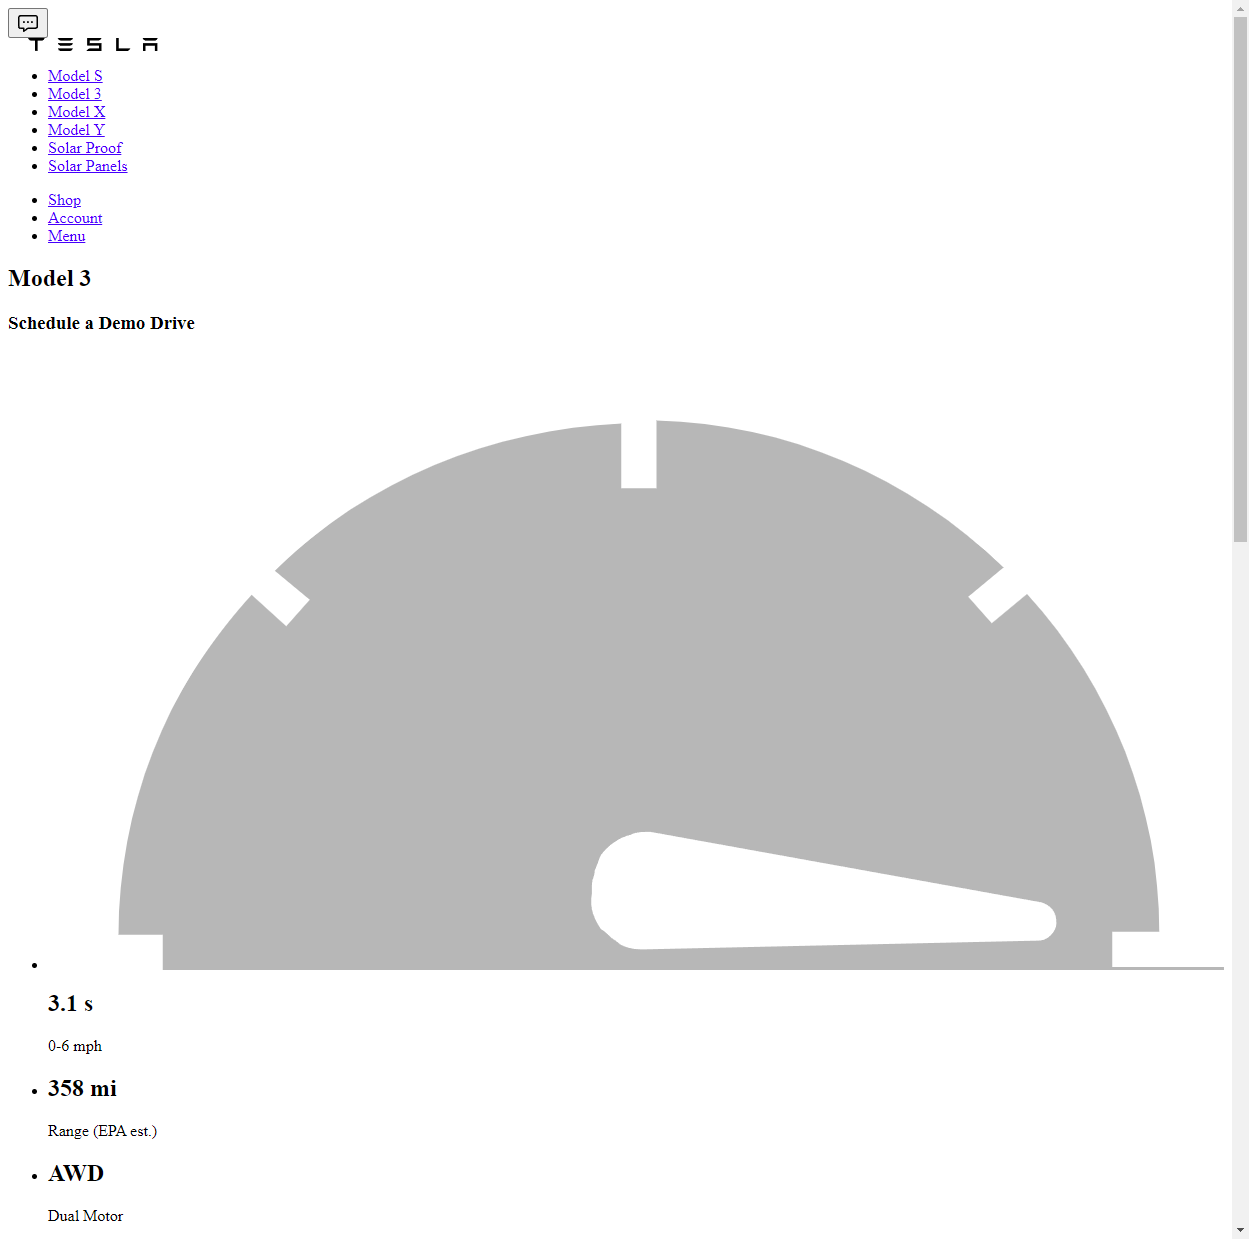 TESLA
Model S
Model 3
Model X
Model Y
Solar Proof
Solar Panels
Shop
Account
Menu
Model 3
Schedule a Demo Drive
3.1 s
0-6 mph
358 mi
Range (EPA est.)
AWD
Dual Motor